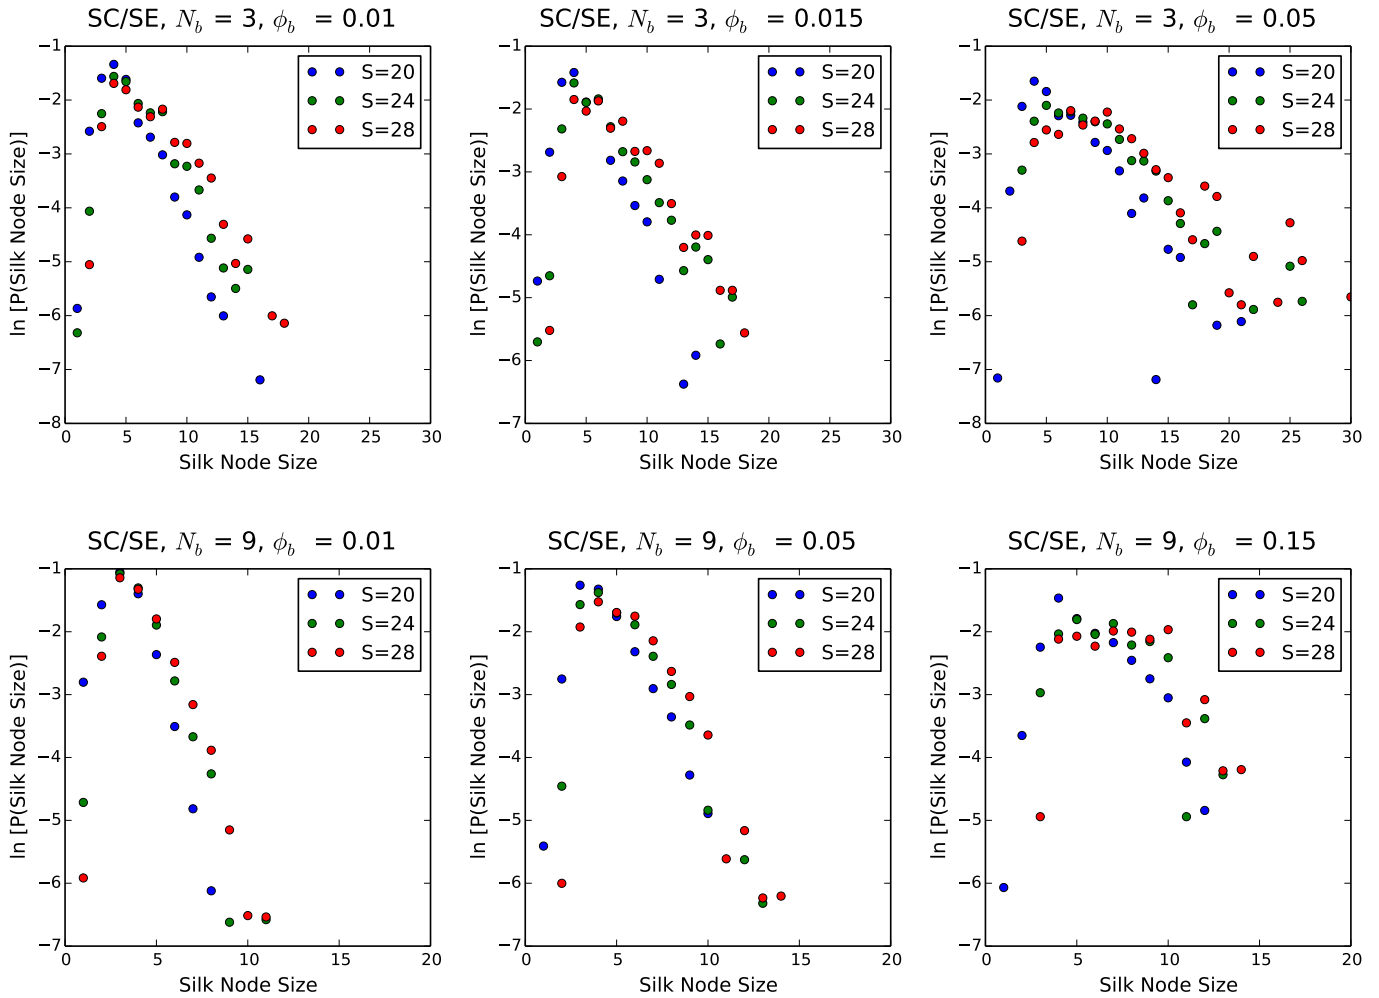 SC/SE, N_b = 3, ϕ_b = 0.01
S=20
S=24
S=28
ln [P(Silk Node Size)]
−1
−2
−3
−4
−5
−6
−7
−8
0 5 10 15 20 25 30
Silk Node Size
SC/SE, N_b = 3, ϕ_b = 0.015
S=20
S=24
S=28
ln [P(Silk Node Size)]
−1
−2
−3
−4
−5
−6
−7
0 5 10 15 20 25 30
Silk Node Size
SC/SE, N_b = 3, ϕ_b = 0.05
S=20
S=24
S=28
ln [P(Silk Node Size)]
−1
−2
−3
−4
−5
−6
−7
−8
0 5 10 15 20 25 30
Silk Node Size
SC/SE, N_b = 9, ϕ_b = 0.01
S=20
S=24
S=28
ln [P(Silk Node Size)]
−1
−2
−3
−4
−5
−6
−7
0 5 10 15 20
Silk Node Size
SC/SE, N_b = 9, ϕ_b = 0.05
S=20
S=24
S=28
ln [P(Silk Node Size)]
−1
−2
−3
−4
−5
−6
−7
0 5 10 15 20
Silk Node Size
SC/SE, N_b = 9, ϕ_b = 0.15
S=20
S=24
S=28
ln [P(Silk Node Size)]
−1
−2
−3
−4
−5
−6
−7
0 5 10 15 20
Silk Node Size